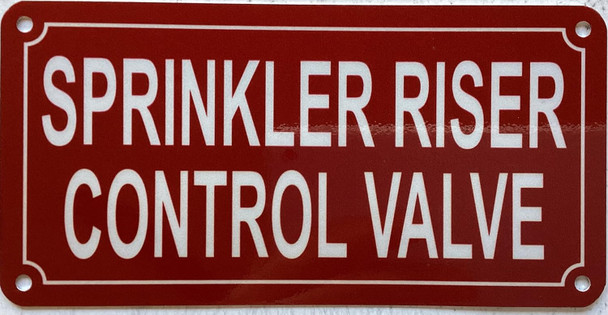 SPRINKLER RISER
CONTROL VALVE